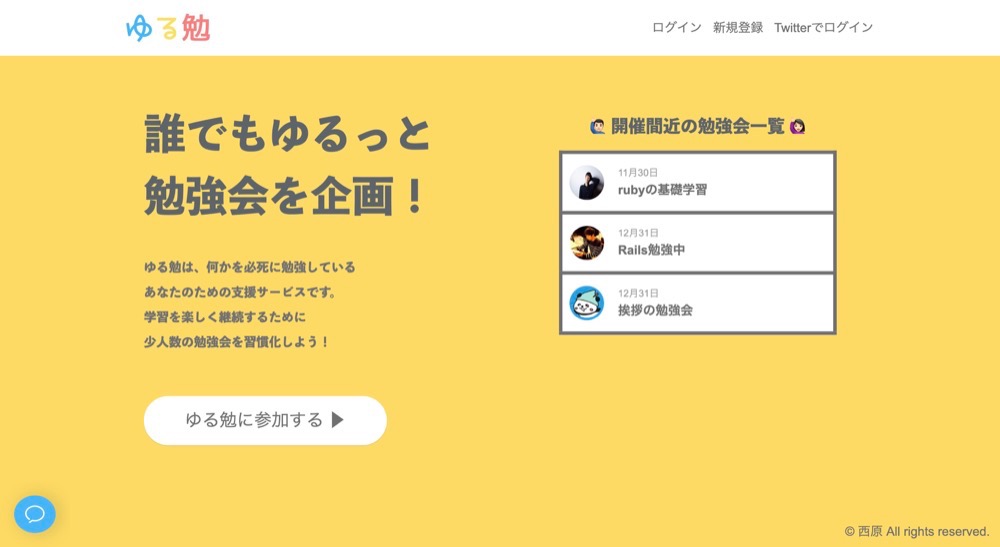 ゆる勉
ログイン 新規登録 Twitterでログイン
誰でもゆるっと
勉強会を企画！
ゆる勉は、何かを必死に勉強している
あなたのための支援サービスです。
学習を楽しく継続するために
少人数の勉強会を習慣化しよう！
ゆる勉に参加する ▶
🙋🏻‍♂️ 開催間近の勉強会一覧 🙋🏻‍♀️
11月30日
rubyの基礎学習
12月31日
Rails勉強中
12月31日
挨拶の勉強会
© 西原 All rights reserved.